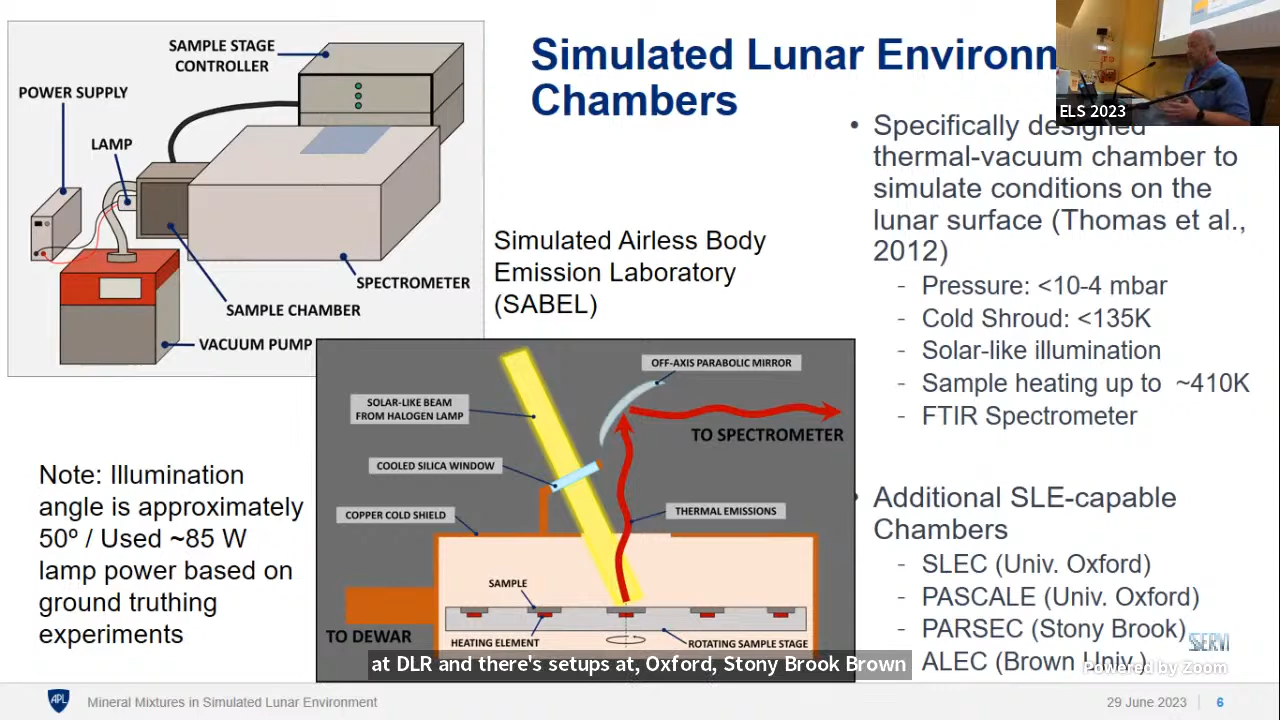 SAMPLE STAGE
CONTROLLER
POWER SUPPLY
LAMP
SPECTROMETER
SAMPLE CHAMBER
VACUUM PUMP
Simulated Lunar Environm
Chambers
ELS 2023
• Specifically designed
thermal-vacuum chamber to
simulate conditions on the
lunar surface (Thomas et al.,
2012)
- Pressure: <10-4 mbar
- Cold Shroud: <135K
- Solar-like illumination
- Sample heating up to ~410K
- FTIR Spectrometer
Simulated Airless Body
Emission Laboratory
(SABEL)
OFF-AXIS PARABOLIC MIRROR
SOLAR-LIKE BEAM
FROM HALOGEN LAMP
TO SPECTROMETER
COOLED SILICA WINDOW
COPPER COLD SHIELD
THERMAL EMISSIONS
SAMPLE
TO DEWAR
HEATING ELEMENT
ROTATING SAMPLE STAGE
Note: Illumination
angle is approximately
50º / Used ~85 W
lamp power based on
ground truthing
experiments
• Additional SLE-capable
Chambers
- SLEC (Univ. Oxford)
- PASCALE (Univ. Oxford)
- PARSEC (Stony Brook)
ALEC (Brown Univ.)
SERVI
Powered by Zoom
at DLR and there's setups at, Oxford, Stony Brook Brown
APL
Mineral Mixtures in Simulated Lunar Environment
29 June 2023
6